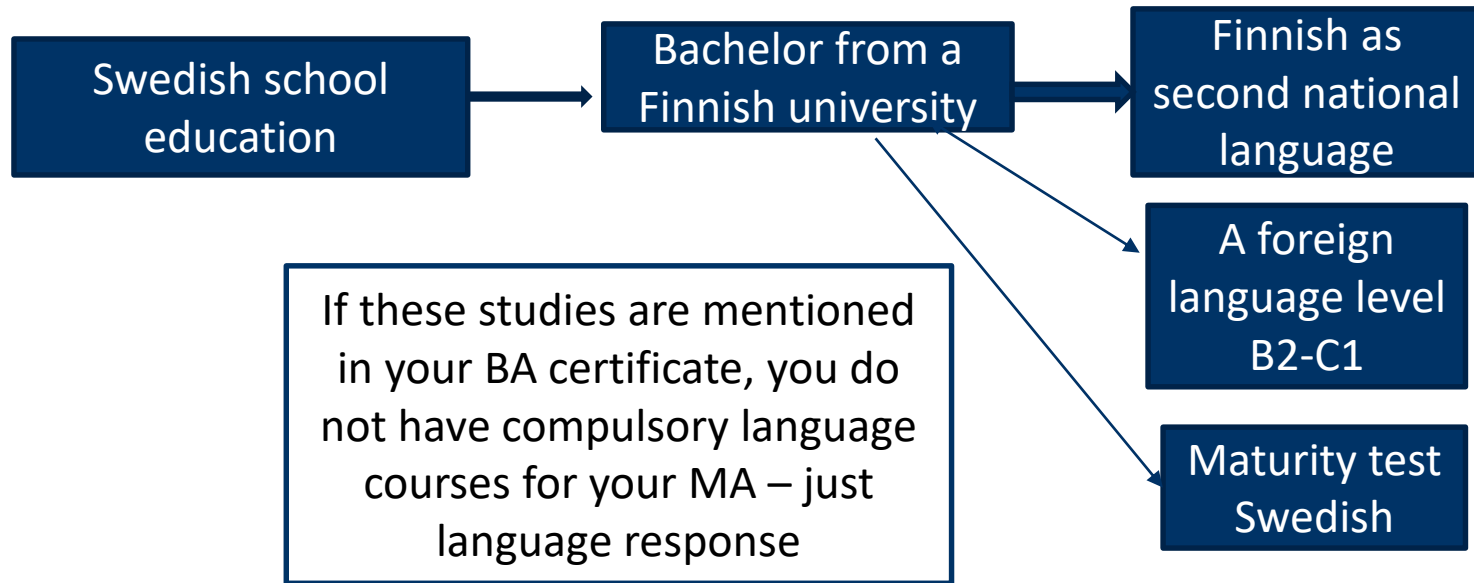 Swedish school
education
Bachelor from a
Finnish university
Finnish as
second national
language
A foreign
language level
B2-C1
Maturity test
Swedish
If these studies are mentioned
in your BA certificate, you do
not have compulsory language
courses for your MA – just
language response